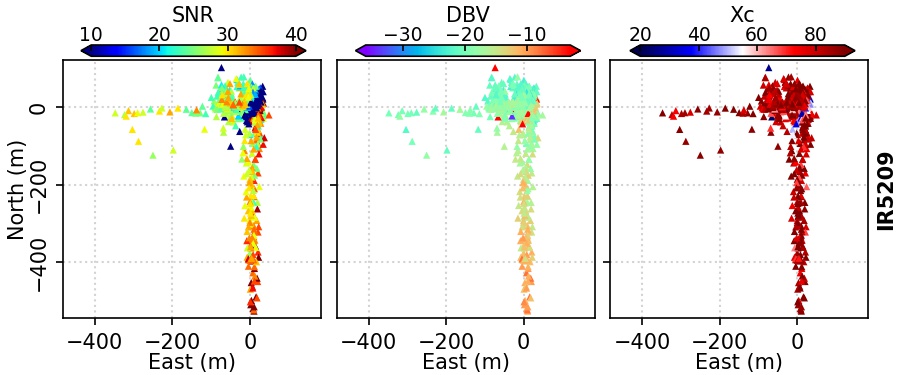 SNR DBV Xc
10 20 30 40 −30 −20 −10 20 40 60 80
North (m)
0
−200
−400
−400 −200 0 −400 −200 0 −400 −200 0
East (m) East (m) East (m)
IR5209